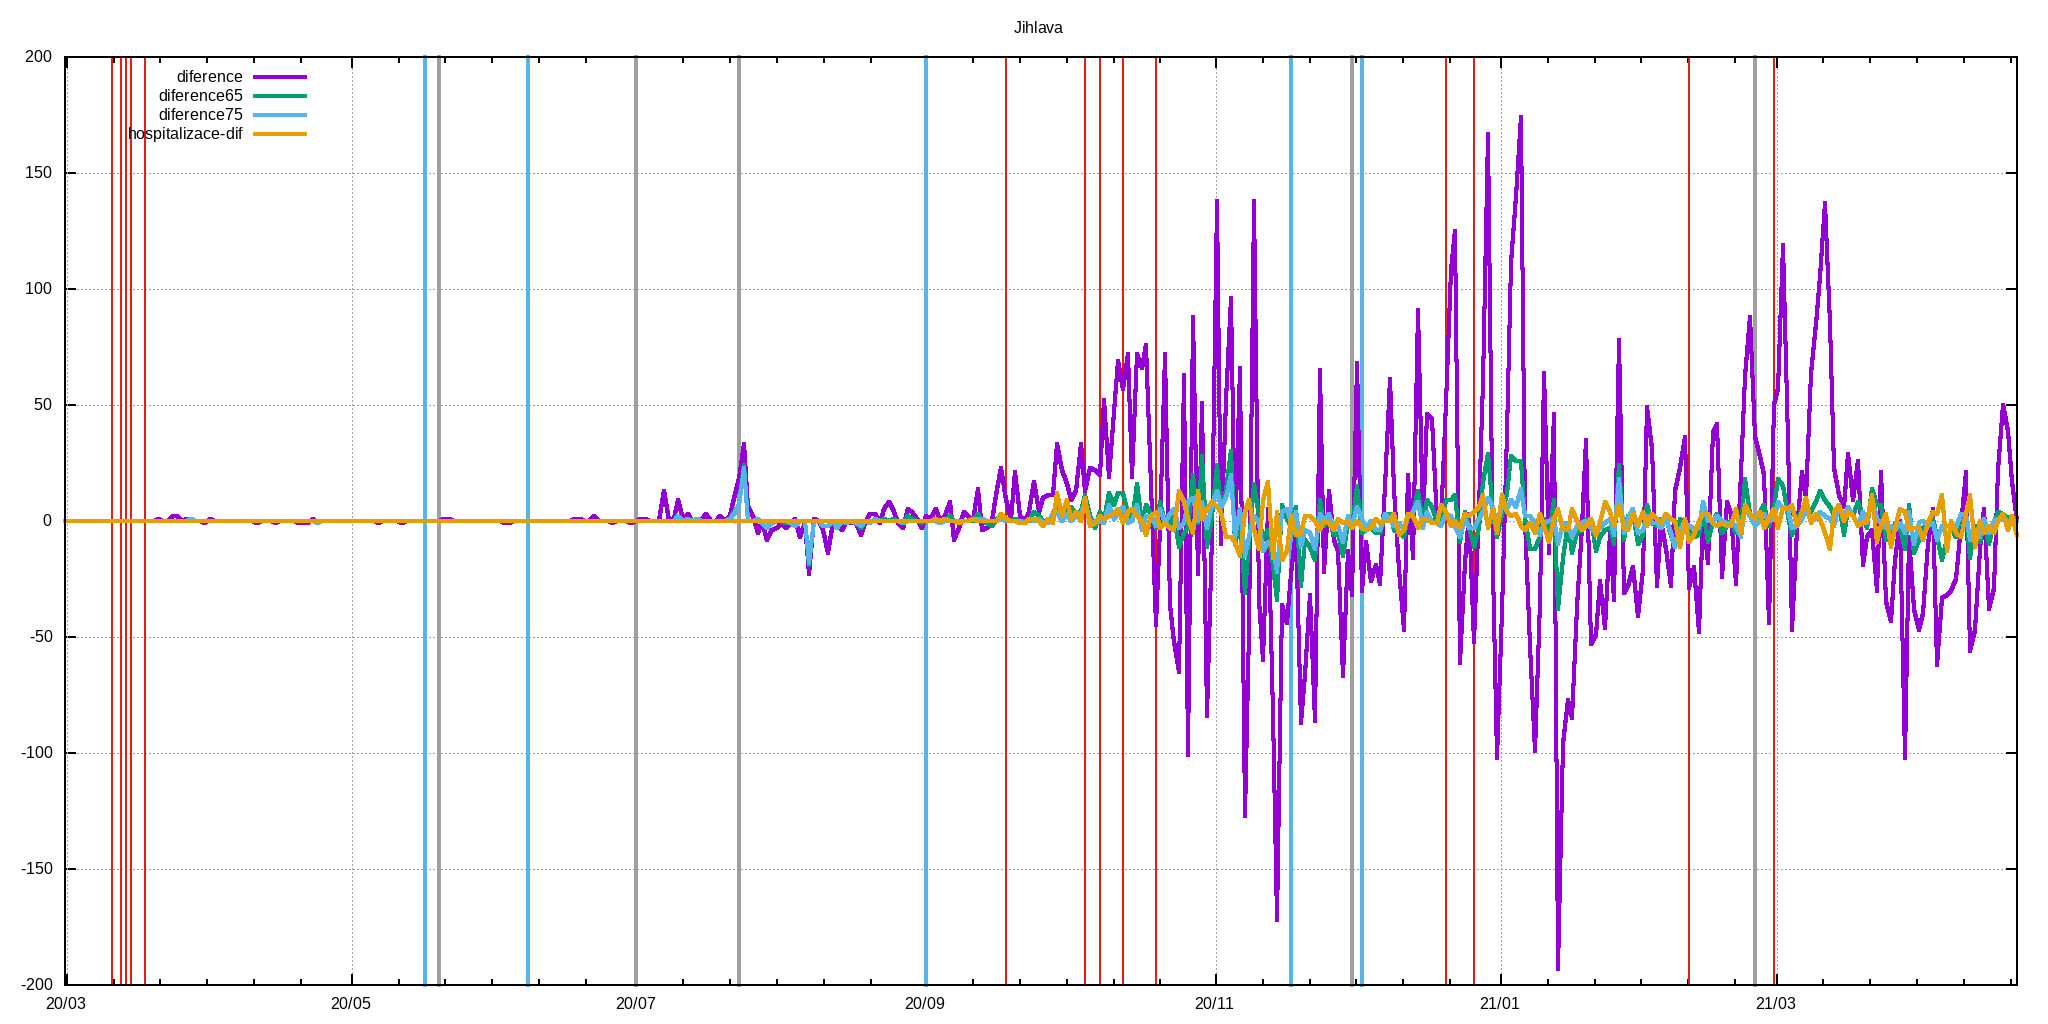 Jihlava
200
diference
diference65
diference75
hospitalizace-dif
150
100
50
0
-50
-100
-150
-200
20/03 20/05 20/07 20/09 20/11 21/01 21/03